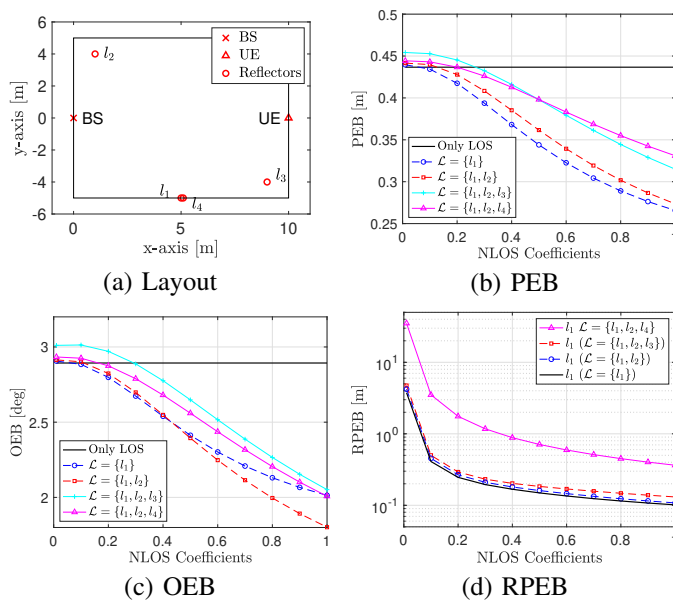 6
4
2
0
-2
-4
-6
y-axis [m]
l₂
× BS
△ UE
○ Reflectors
BS
UE
l₃
l₁
l₄
0
5
10
x-axis [m]
(a) Layout
0.5
0.45
0.4
0.35
0.3
0.25
PEB [m]
Only LOS
ℒ = {l₁}
ℒ = {l₁, l₂}
ℒ = {l₁, l₂, l₃}
ℒ = {l₁, l₂, l₄}
0 0.2 0.4 0.6 0.8 1
NLOS Coefficients
(b) PEB
3
2.5
2
OEB [deg]
Only LOS
ℒ = {l₁}
ℒ = {l₁, l₂}
ℒ = {l₁, l₂, l₃}
ℒ = {l₁, l₂, l₄}
0 0.2 0.4 0.6 0.8 1
NLOS Coefficients
(c) OEB
10¹
10⁰
10⁻¹
RPEB [m]
l₁ ℒ = {l₁, l₂, l₄}
l₁ (ℒ = {l₁, l₂, l₃})
l₁ (ℒ = {l₁, l₂})
l₁ (ℒ = {l₁})
0 0.2 0.4 0.6 0.8 1
NLOS Coefficients
(d) RPEB